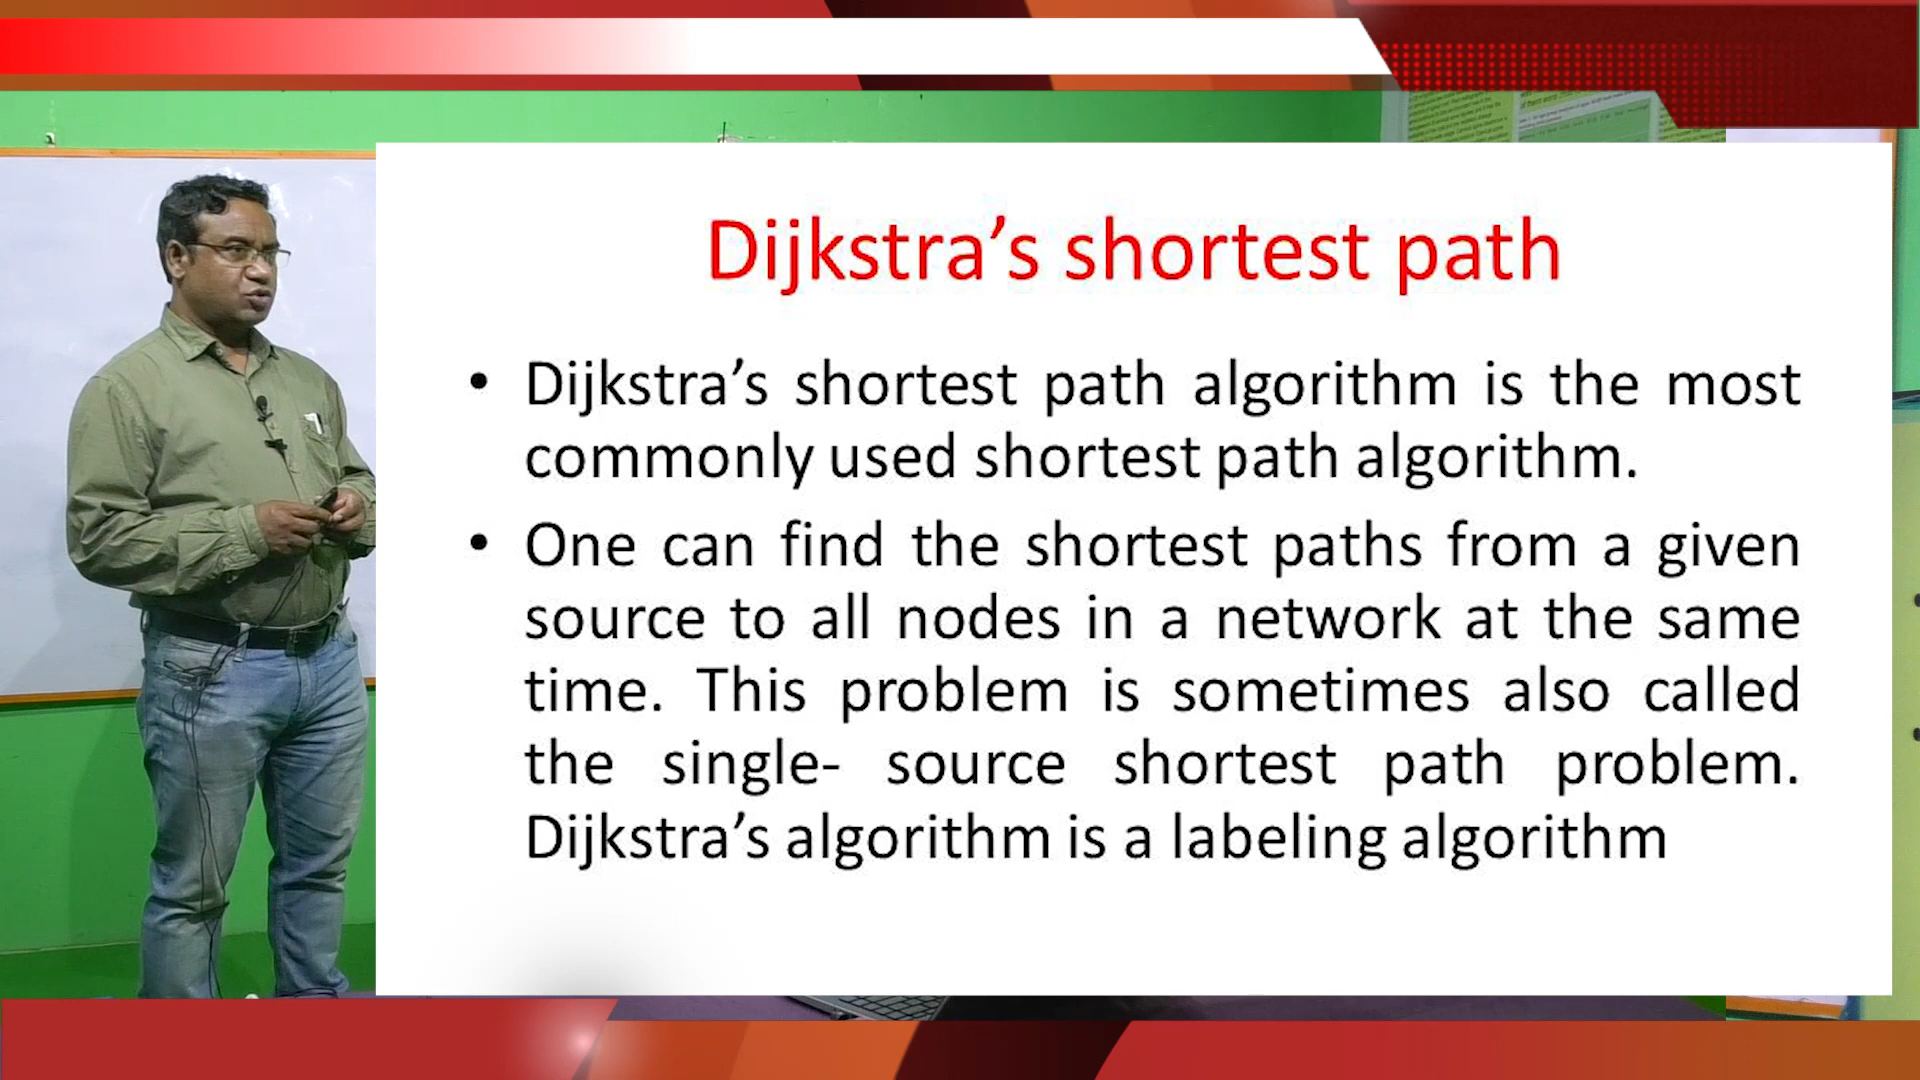 Dijkstra’s shortest path
• Dijkstra’s shortest path algorithm is the most
commonly used shortest path algorithm.
• One can find the shortest paths from a given
source to all nodes in a network at the same
time. This problem is sometimes also called
the single- source shortest path problem.
Dijkstra’s algorithm is a labeling algorithm